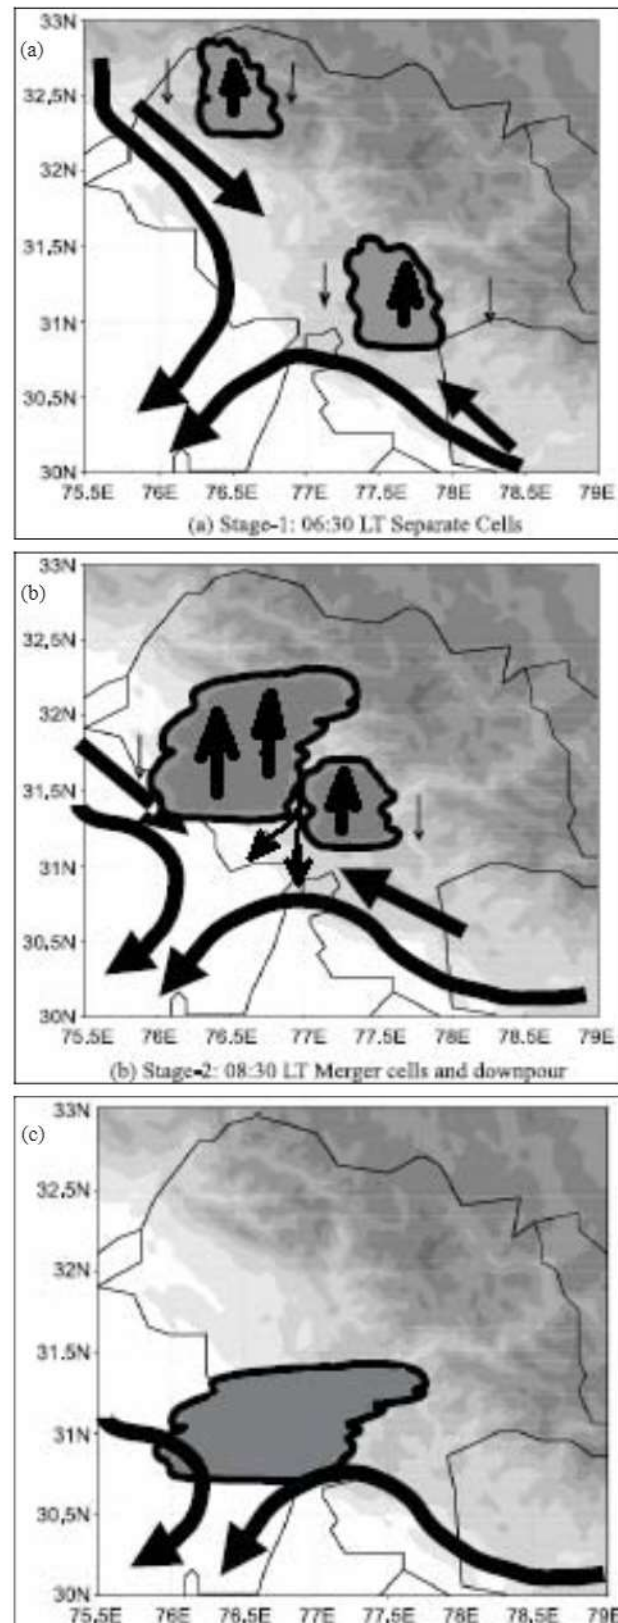 (a)
33N
32,5N
32N
31,5N
31N
30,5N
30N
75.5E 76E 76.5E 77E 77.5E 78E 78.5E 79E
(a) Stage-1: 06:30 LT Separate Cells
(b)
33N
32,5N
32N
31,5N
31N
30,5N
30N
75.5E 76E 76.5E 77E 77.5E 78E 78.5E 79E
(b) Stage-2: 08:30 LT Merger cells and downpour
(c)
33N
32,5N
32N
31.5N
31N
30,5N
30N
75.5E 76E 76.5E 77E 77.5E 78E 78.5E 79E